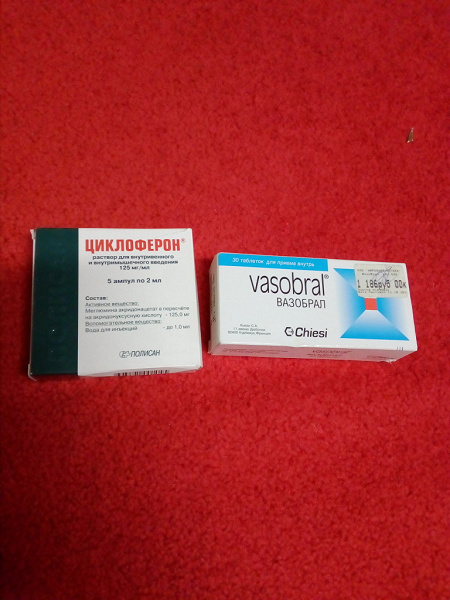 ЦИКЛОФЕРОН®
раствор для внутривенного
и внутримышечного введения
125 мг/мл
5 ампул по 2 мл
Состав:
Активное вещество:
Меглюмина акридонацетат в пересчете
на акридонуксусную кислоту - 125,0 мг
Вспомогательное вещество:
Вода для инъекций - до 1,0 мл
ПОЛИСАН
30 таблеток для приема внутрь
vasobral®
ВАЗОБРАЛ
1 186руб 00к
Chiesi
vasobral